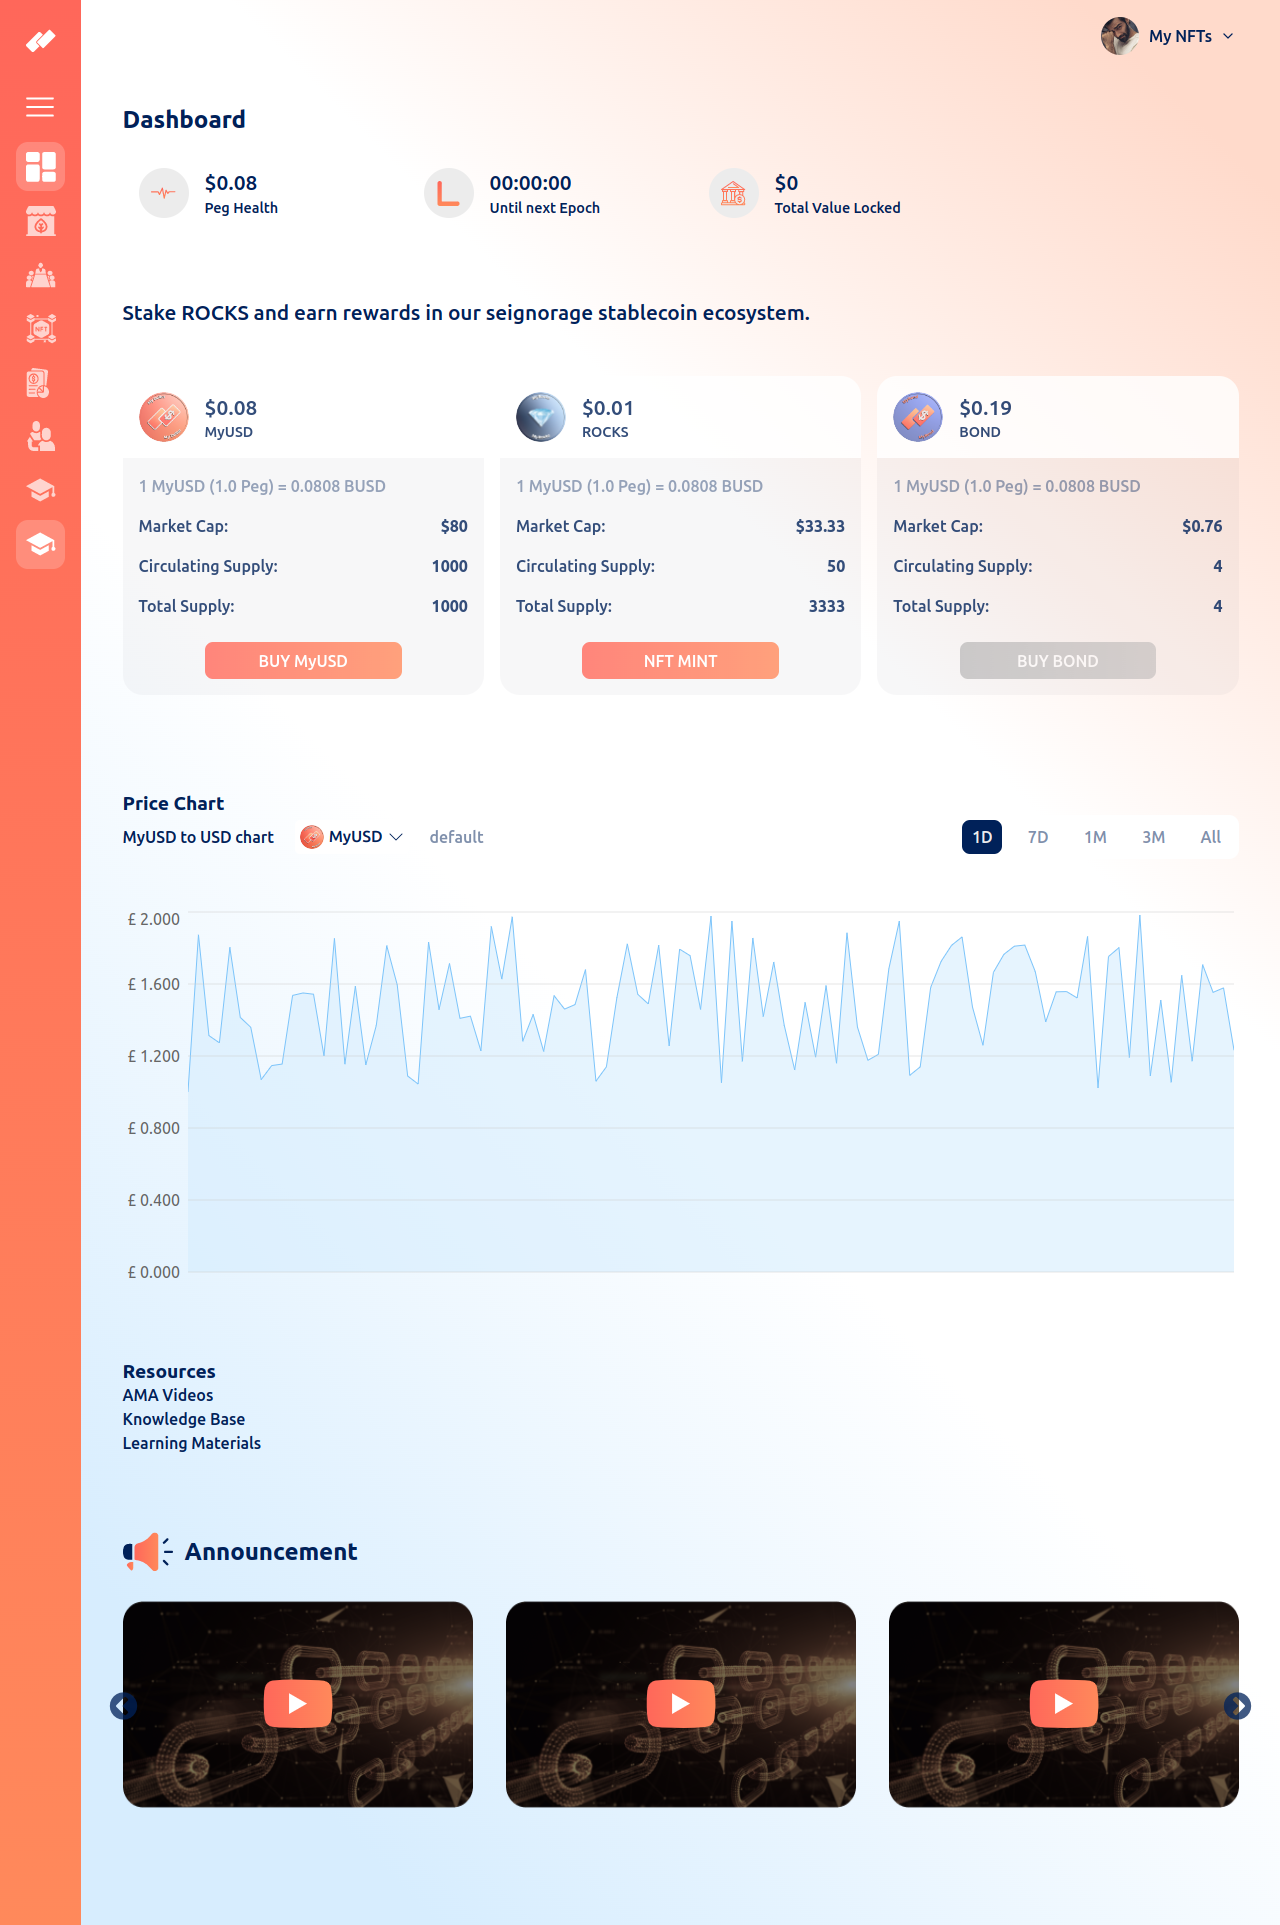 My NFTs
Dashboard
$0.08
Peg Health
00:00:00
Until next Epoch
$0
Total Value Locked
NFT
Stake ROCKS and earn rewards in our seignorage stablecoin ecosystem.
$0.08
MyUSD
1 MyUSD (1.0 Peg) = 0.0808 BUSD
Market Cap: $80
Circulating Supply: 1000
Total Supply: 1000
BUY MyUSD
$0.01
ROCKS
1 MyUSD (1.0 Peg) = 0.0808 BUSD
Market Cap: $33.33
Circulating Supply: 50
Total Supply: 3333
NFT MINT
$0.19
BOND
1 MyUSD (1.0 Peg) = 0.0808 BUSD
Market Cap: $0.76
Circulating Supply: 4
Total Supply: 4
BUY BOND
Price Chart
MyUSD to USD chart MyUSD default 1D 7D 1M 3M All
£ 2.000
£ 1.600
£ 1.200
£ 0.800
£ 0.400
£ 0.000
Resources
AMA Videos
Knowledge Base
Learning Materials
Announcement